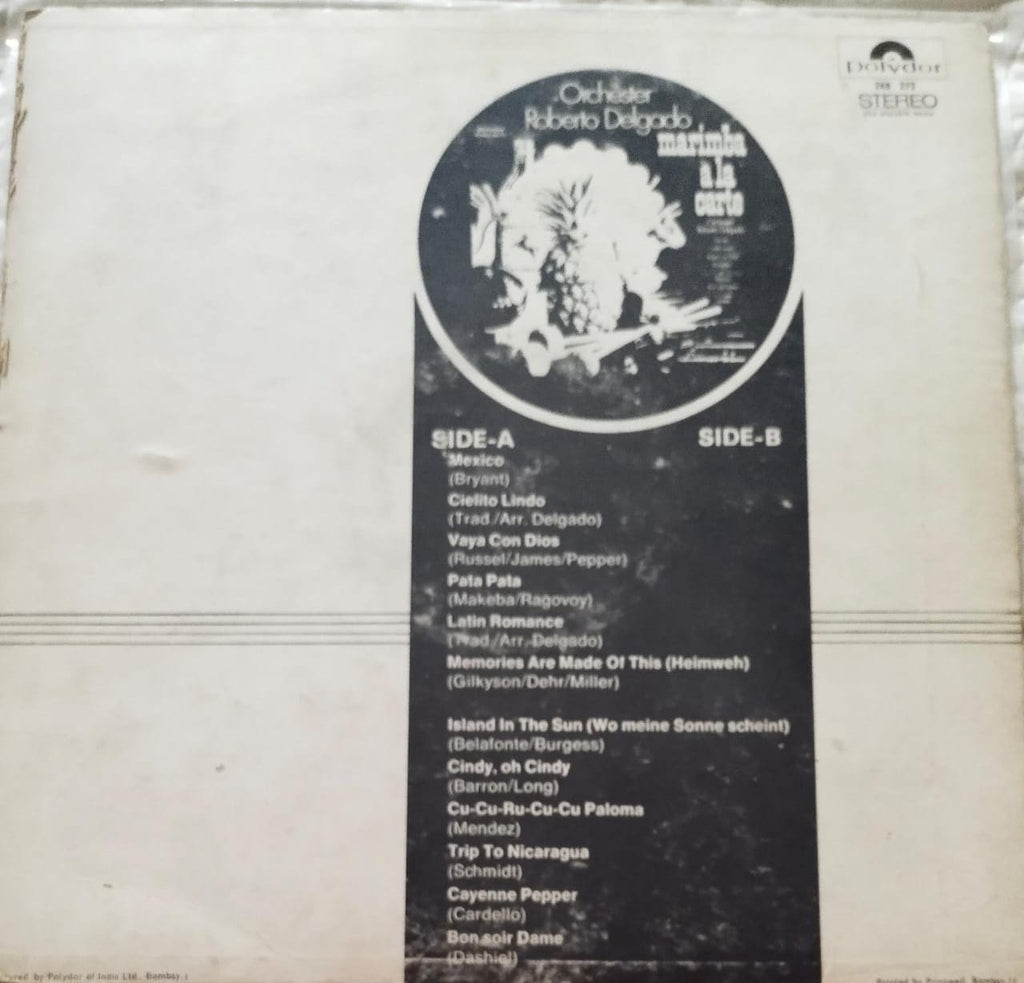 Polydor
STEREO
Orchester
Roberto Delgado
marimba
à la
carte
SIDE-A
SIDE-B
Mexico
(Bryant)
Cielito Lindo
(Trad./Arr. Delgado)
Vaya Con Dios
(Russel/James/Pepper)
Pata Pata
(Makeba/Ragovoy)
Latin Romance
(Trad./Arr. Delgado)
Memories Are Made Of This (Heimweh)
(Gilkyson/Dehr/Miller)
Island In The Sun (Wo meine Sonne scheint)
(Belafonte/Burgess)
Cindy, oh Cindy
(Barron/Long)
Cu-Cu-Ru-Cu-Cu Paloma
(Mendez)
Trip To Nicaragua
(Schmidt)
Cayenne Pepper
(Cardello)
Bon soir Dame
(Dashiel)
by Polydor of India Ltd., Bombay.